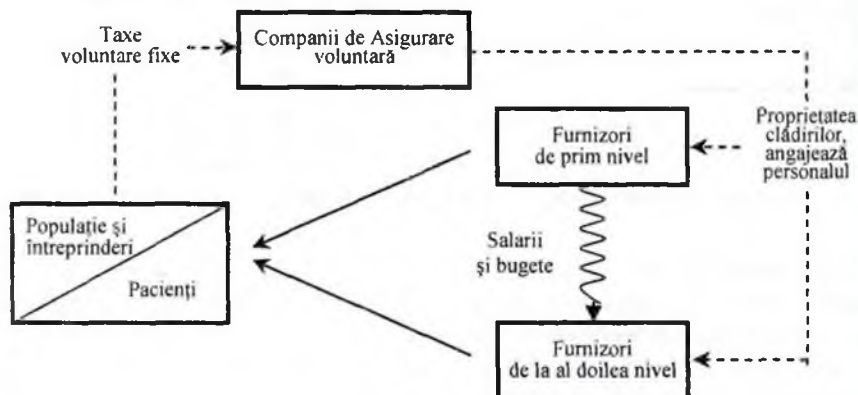 Taxe
voluntare fixe
Companii de Asigurare
voluntară
Furnizori
de prim nivel
Proprietatea
clădirilor,
angajează
personalul
Populație și
întreprinderi
Pacienți
Salarii
și bugete
Furnizori
de la al doilea nivel